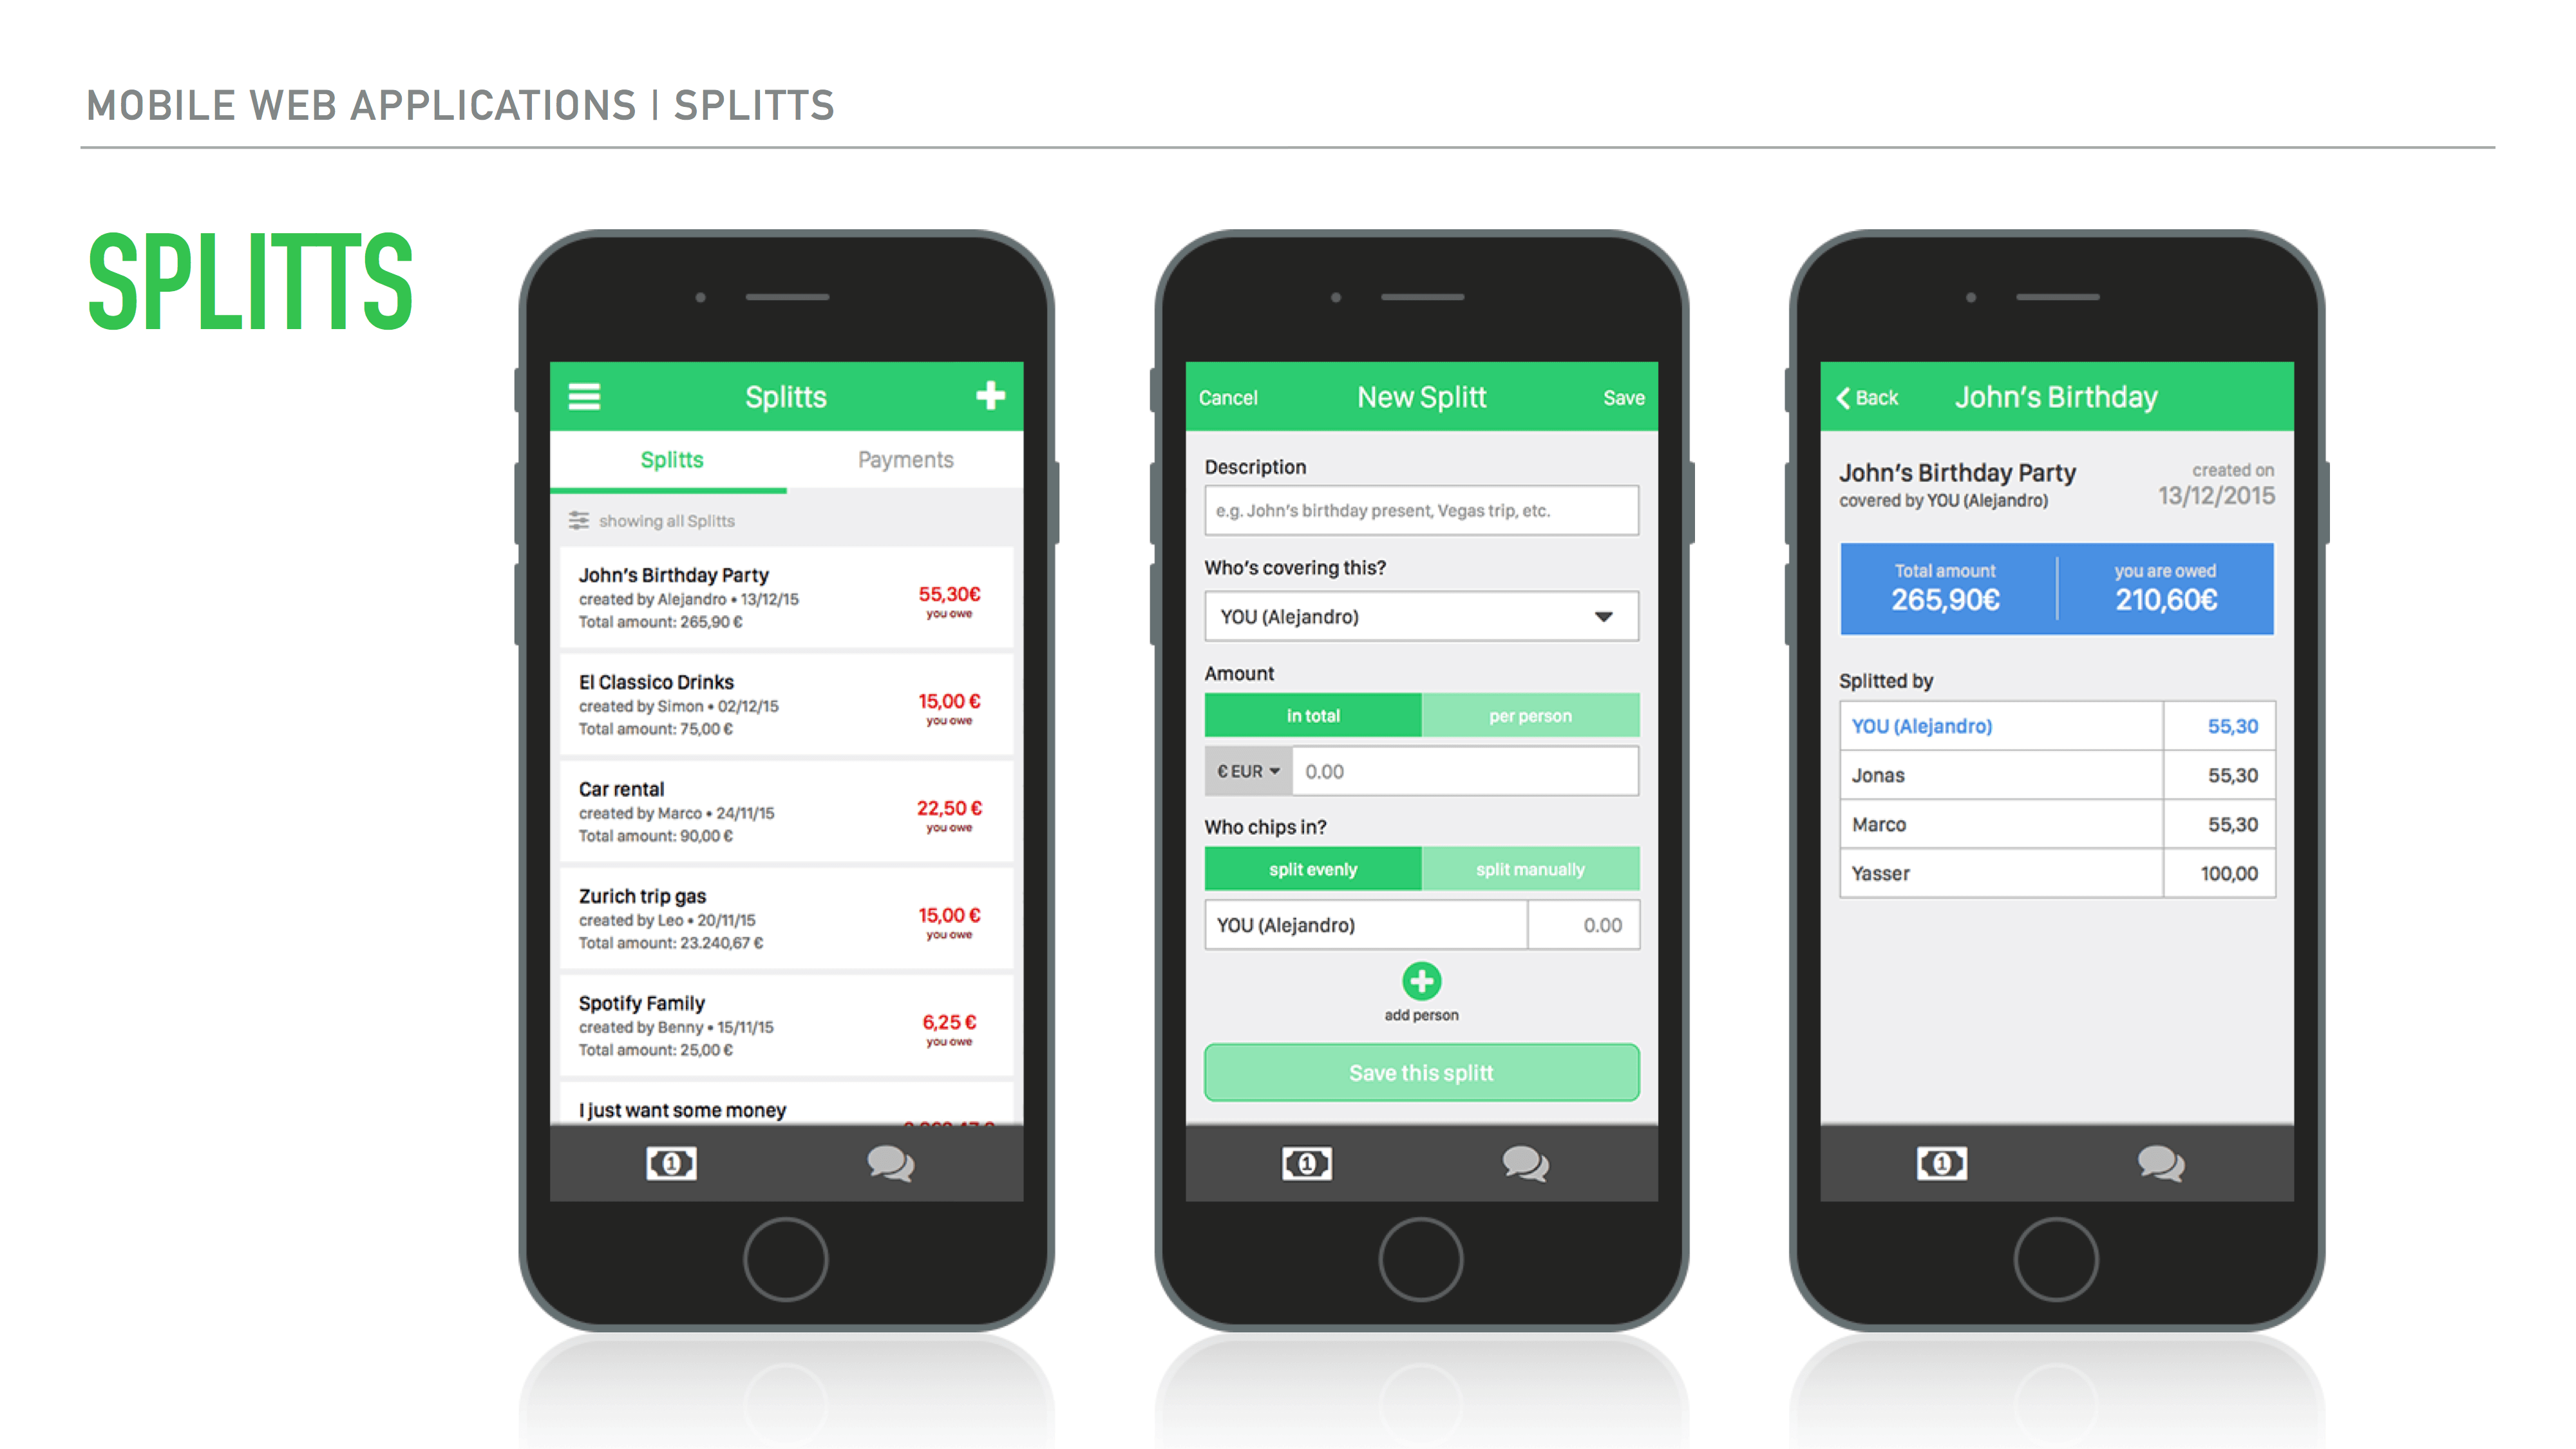 MOBILE WEB APPLICATIONS | SPLITTS
SPLITTS
Splitts
Splitts Payments
showing all Splitts
John's Birthday Party
created by Alejandro • 13/12/15
Total amount: 265,90 €
55,30€
you owe
El Classico Drinks
created by Simon • 02/12/15
Total amount: 75,00 €
15,00 €
you owe
Car rental
created by Marco • 24/11/15
Total amount: 90,00 €
22,50 €
you owe
Zurich trip gas
created by Leo • 20/11/15
Total amount: 23.240,67 €
15,00 €
you owe
Spotify Family
created by Benny • 15/11/15
Total amount: 25,00 €
6,25 €
you owe
I just want some money
1
Cancel New Splitt Save
Description
e.g. John's birthday present, Vegas trip, etc.
Who's covering this?
YOU (Alejandro)
Amount
in total per person
€ EUR 0.00
Who chips in?
split evenly split manually
YOU (Alejandro) 0.00
add person
Save this splitt
1
Back John's Birthday
John's Birthday Party
covered by YOU (Alejandro)
created on
13/12/2015
Total amount
265,90€
you are owed
210,60€
Splitted by
YOU (Alejandro) 55,30
Jonas 55,30
Marco 55,30
Yasser 100,00
1